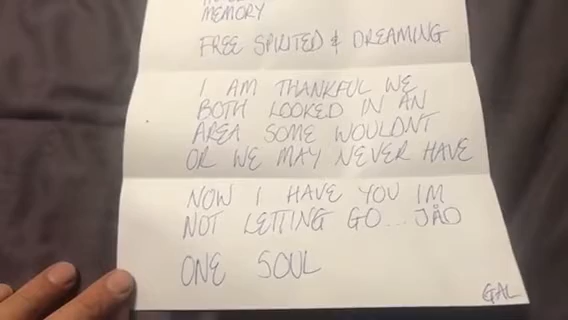 MEMORY
FREE SPIRITED & DREAMING
I AM THANKFUL WE
BOTH LOOKED IN AN
AREA SOME WOULDNT
OR WE MAY NEVER HAVE
NOW I HAVE YOU IM
NOT LETTING GO... JÅO
ONE SOUL
GAL